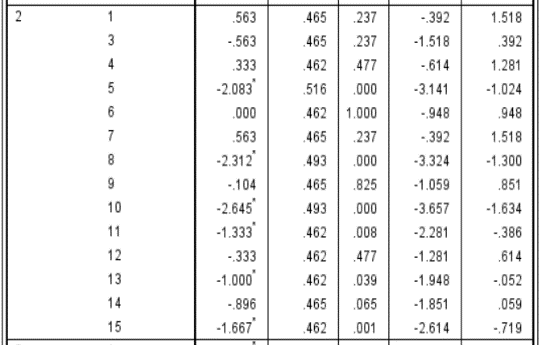 2 1 .563 .465 .237 -.392 1.518
3 -.563 .465 .237 -1.518 .392
4 .333 .462 .477 -.614 1.281
5 -2.083* .516 .000 -3.141 -1.024
6 .000 .462 1.000 -.948 .948
7 .563 .465 .237 -.392 1.518
8 -2.312* .493 .000 -3.324 -1.300
9 -.104 .465 .825 -1.059 .851
10 -2.645* .493 .000 -3.657 -1.634
11 -1.333* .462 .008 -2.281 -.386
12 -.333 .462 .477 -1.281 .614
13 -1.000* .462 .039 -1.948 -.052
14 -.896 .465 .065 -1.851 .059
15 -1.667* .462 .001 -2.614 -.719